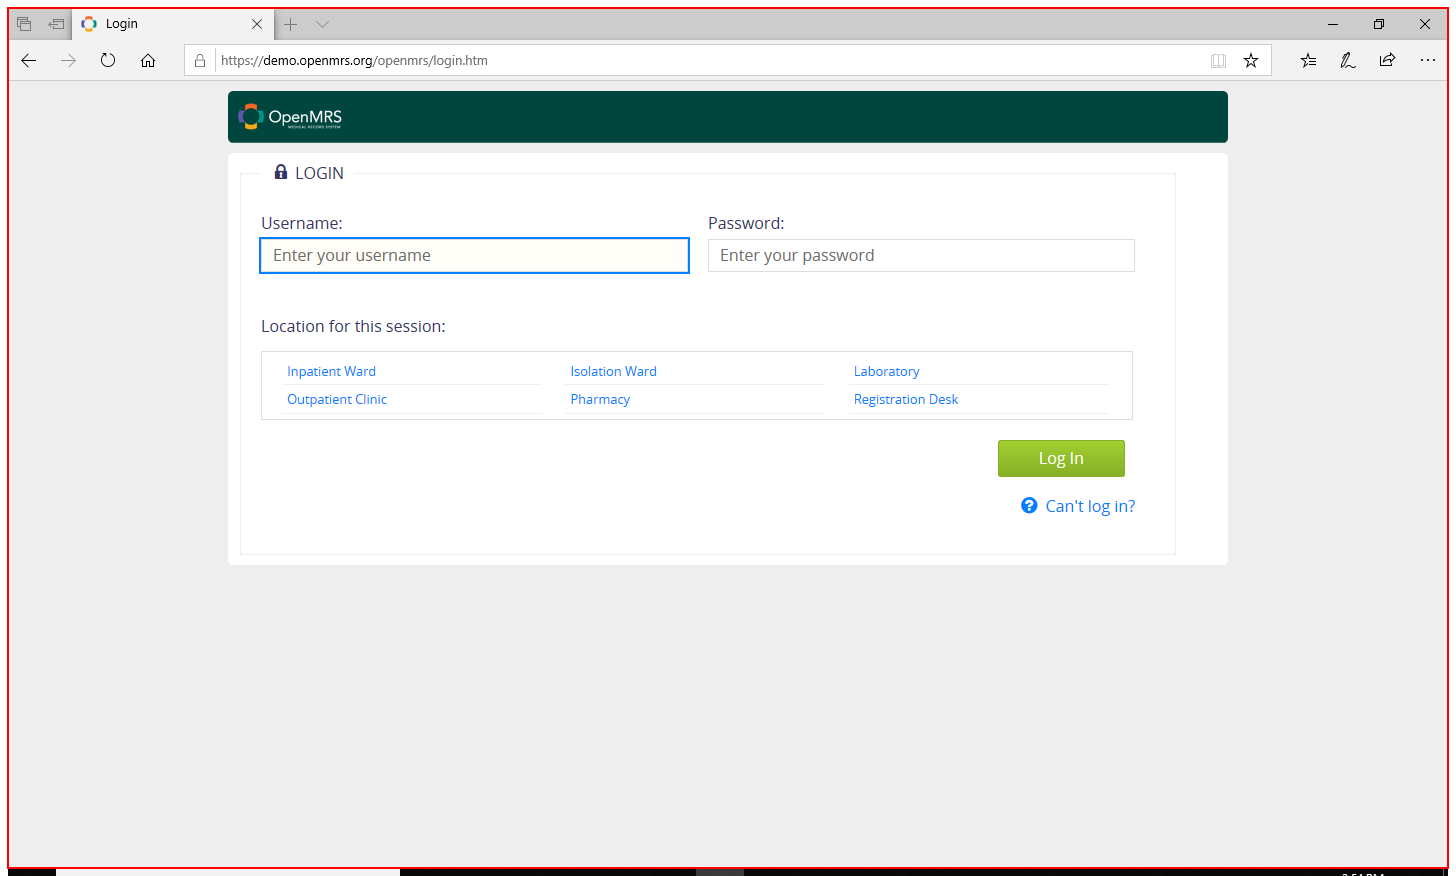 Login
https://demo.openmrs.org/openmrs/login.htm
OpenMRS
MEDICAL RECORD SYSTEM
LOGIN
Username: Password:
Enter your username Enter your password
Location for this session:
Inpatient Ward Isolation Ward Laboratory
Outpatient Clinic Pharmacy Registration Desk
Log In
? Can't log in?